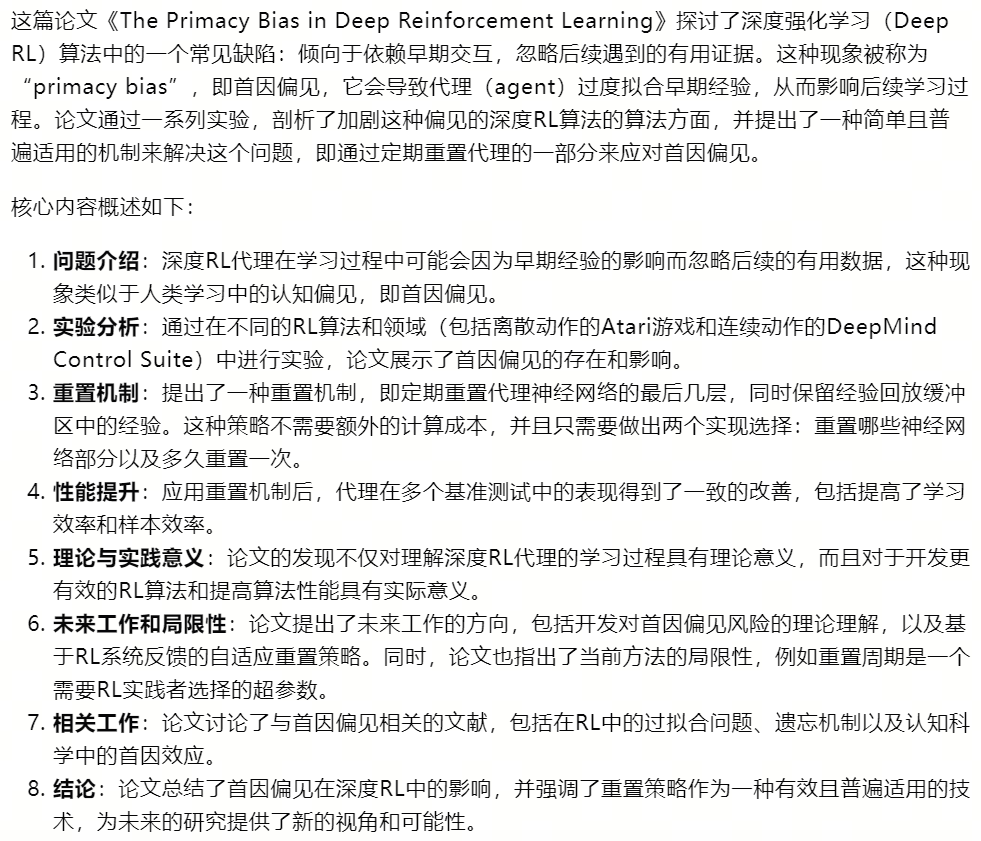 这篇论文《The Primacy Bias in Deep Reinforcement Learning》探讨了深度强化学习（Deep
RL）算法中的一个常见缺陷：倾向于依赖早期交互，忽略后续遇到的有用证据。这种现象被称为
“primacy bias”，即首因偏见，它会导致代理（agent）过度拟合早期经验，从而影响后续学习过
程。论文通过一系列实验，剖析了加剧这种偏见的深度RL算法的算法方面，并提出了一种简单且普
遍适用的机制来解决这个问题，即通过定期重置代理的一部分来应对首因偏见。
核心内容概述如下：
1. 问题介绍：深度RL代理在学习过程中可能会因为早期经验的影响而忽略后续的有用数据，这种现
象类似于人类学习中的认知偏见，即首因偏见。
2. 实验分析：通过在不同的RL算法和领域（包括离散动作的Atari游戏和连续动作的DeepMind
Control Suite）中进行实验，论文展示了首因偏见的存在和影响。
3. 重置机制：提出了一种重置机制，即定期重置代理神经网络的最后几层，同时保留经验回放缓冲
区中的经验。这种策略不需要额外的计算成本，并且只需要做出两个实现选择：重置哪些神经网
络部分以及多久重置一次。
4. 性能提升：应用重置机制后，代理在多个基准测试中的表现得到了一致的改善，包括提高了学习
效率和样本效率。
5. 理论与实践意义：论文的发现不仅对理解深度RL代理的学习过程具有理论意义，而且对于开发更
有效的RL算法和提高算法性能具有实际意义。
6. 未来工作和局限性：论文提出了未来工作的方向，包括开发对首因偏见风险的理论理解，以及基
于RL系统反馈的自适应重置策略。同时，论文也指出了当前方法的局限性，例如重置周期是一个
需要RL实践者选择的超参数。
7. 相关工作：论文讨论了与首因偏见相关的文献，包括在RL中的过拟合问题、遗忘机制以及认知科
学中的首因效应。
8. 结论：论文总结了首因偏见在深度RL中的影响，并强调了重置策略作为一种有效且普遍适用的技
术，为未来的研究提供了新的视角和可能性。